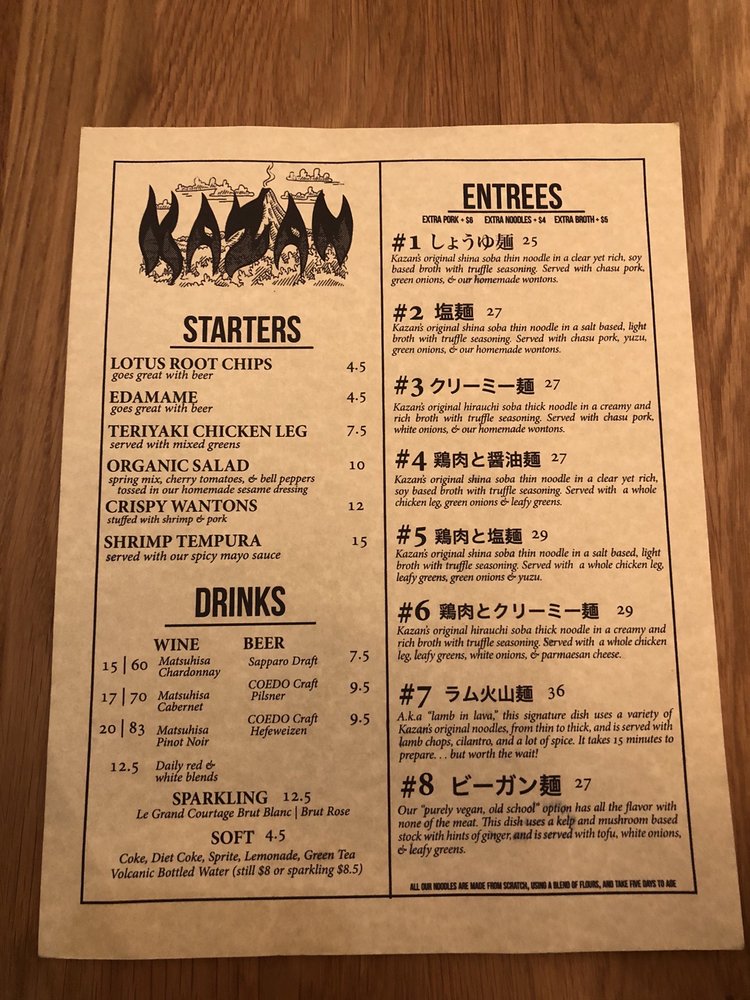 KAZAN
STARTERS
LOTUS ROOT CHIPS 4.5
goes great with beer
EDAMAME 4.5
goes great with beer
TERIYAKI CHICKEN LEG 7.5
served with mixed greens
ORGANIC SALAD 10
spring mix, cherry tomatoes, & bell peppers
tossed in our homemade sesame dressing
CRISPY WANTONS 12
stuffed with shrimp & pork
SHRIMP TEMPURA 15
served with our spicy mayo sauce
DRINKS
WINE
15 | 60 Matsuhisa
Chardonnay
17 | 70 Matsuhisa
Cabernet
20 | 83 Matsuhisa
Pinot Noir
12.5 Daily red &
white blends
BEER
Sapparo Draft 7.5
COEDO Craft 9.5
Pilsner
COEDO Craft 9.5
Hefeweizen
SPARKLING 12.5
Le Grand Courtage Brut Blanc | Brut Rose
SOFT 4.5
Coke, Diet Coke, Sprite, Lemonade, Green Tea
Volcanic Bottled Water (still $8 or sparkling $8.5)
ENTREES
EXTRA PORK + $6 EXTRA NOODLES + $4 EXTRA BROTH + $5
#1 しょうゆ麺 25
Kazan's original shina soba thin noodle in a clear yet rich, soy
based broth with truffle seasoning. Served with chasu pork,
green onions, & our homemade wontons.
#2 塩麺 27
Kazan's original shina soba thin noodle in a salt based, light
broth with truffle seasoning. Served with chasu pork, yuzu,
green onions, & our homemade wontons.
#3 クリーミー麺 27
Kazan's original hirauchi soba thick noodle in a creamy and
rich broth with truffle seasoning. Served with chasu pork,
white onions, & our homemade wontons.
#4 鶏肉と醤油麺 27
Kazan's original shina soba thin noodle in a clear yet rich,
soy based broth with truffle seasoning. Served with a whole
chicken leg, green onions & leafy greens.
#5 鶏肉と塩麺 29
Kazan's original shina soba thin noodle in a salt based, light
broth with truffle seasoning. Served with a whole chicken leg,
leafy greens, green onions & yuzu.
#6 鶏肉とクリーミー麺 29
Kazan's original hirauchi soba thick noodle in a creamy and
rich broth with truffle seasoning. Served with a whole chicken
leg, leafy greens, white onions, & parmaesan cheese.
#7 ラム火山麺 36
A.k.a "lamb in lava," this signature dish uses a variety of
Kazan's original noodles, from thin to thick, and is served with
lamb chops, cilantro, and a lot of spice. It takes 15 minutes to
prepare. . . but worth the wait!
#8 ビーガン麺 27
Our "purely vegan, old school" option has all the flavor with
none of the meat. This dish uses a kelp and mushroom based
stock with hints of ginger, and is served with tofu, white onions,
& leafy greens.
ALL OUR NOODLES ARE MADE FROM SCRATCH, USING A BLEND OF FLOURS, AND TAKE FIVE DAYS TO AGE